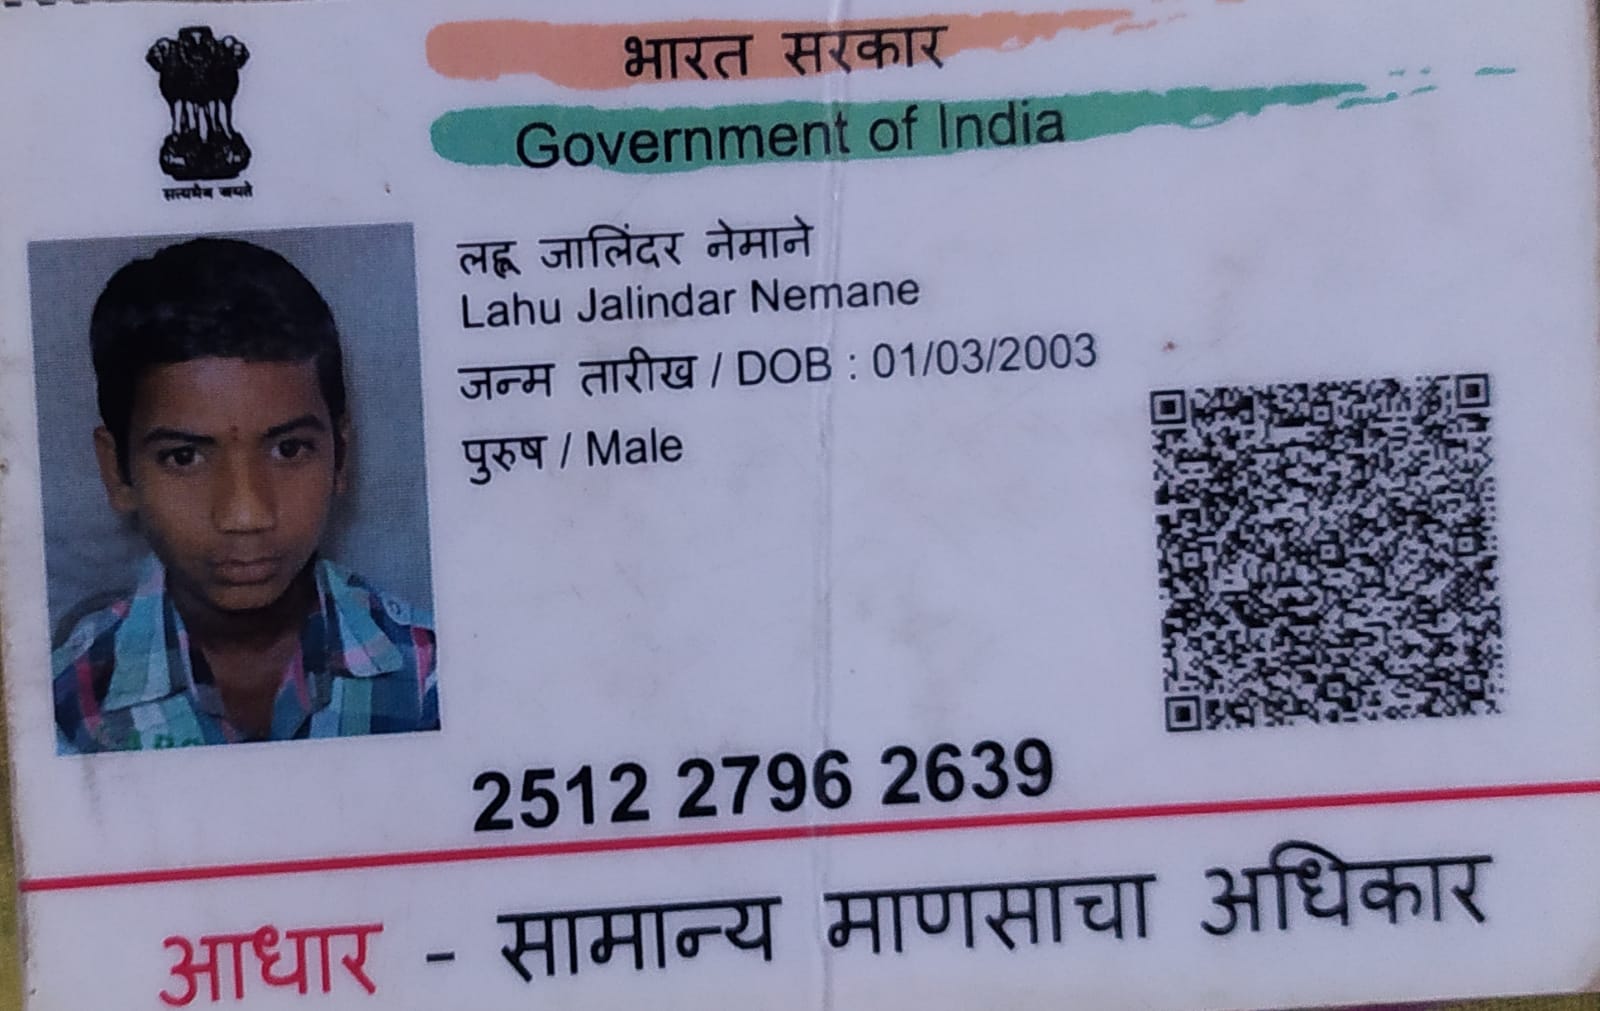 भारत सरकार
Government of India
सत्यमेव जयते
लहू जालिंदर नेमाने
Lahu Jalindar Nemane
जन्म तारीख / DOB : 01/03/2003
पुरुष / Male
2512 2796 2639
आधार - सामान्य माणसाचा अधिकार